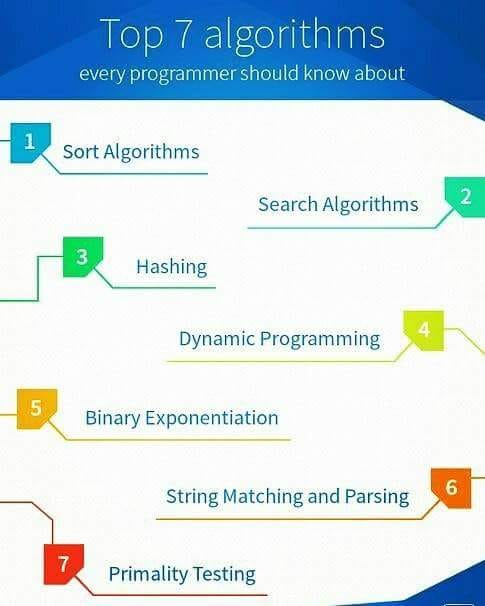 Top 7 algorithms
every programmer should know about
1
Sort Algorithms
2
Search Algorithms
3
Hashing
4
Dynamic Programming
5
Binary Exponentiation
6
String Matching and Parsing
7
Primality Testing